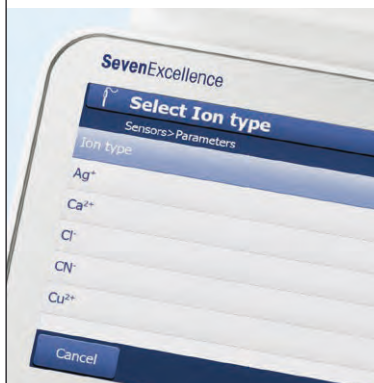 SevenExcellence
Select Ion type
Sensors>Parameters
Ion type
Ag⁺
Ca²⁺
Cl⁻
CN⁻
Cu²⁺
Cancel